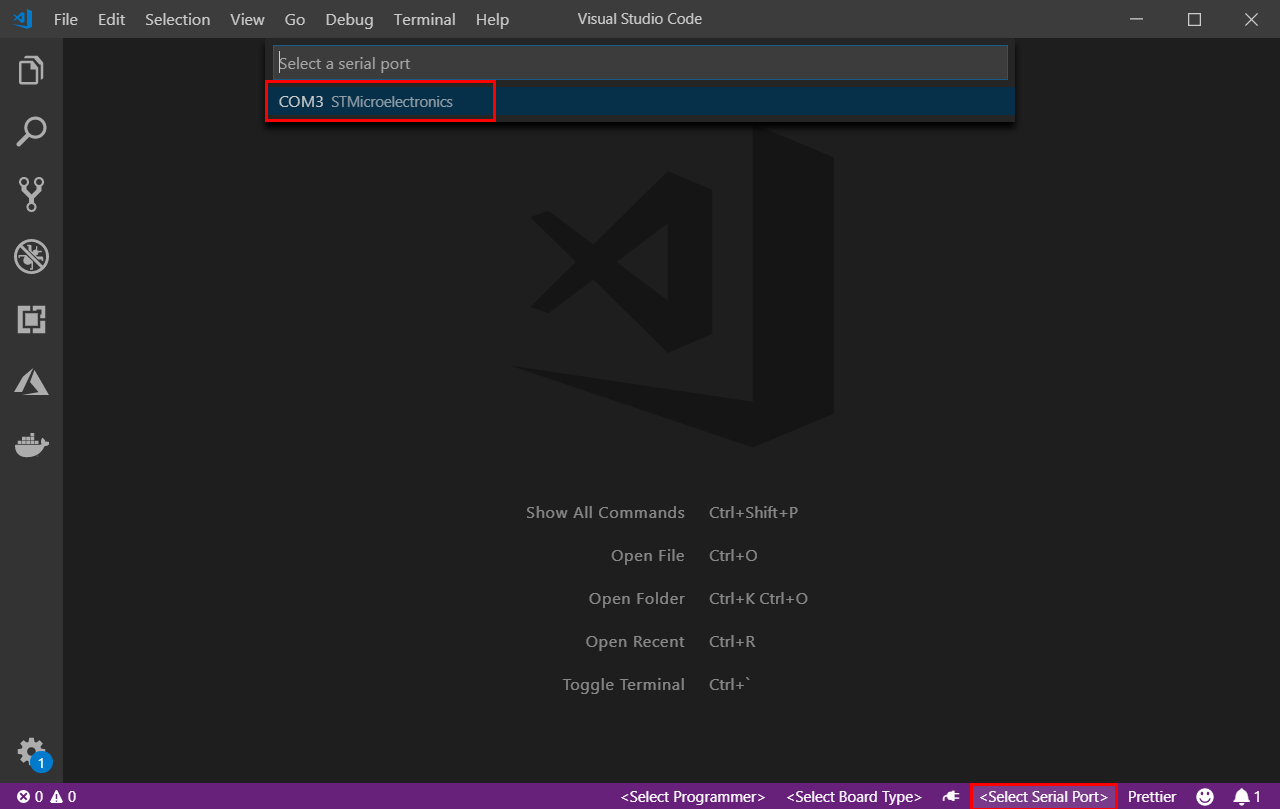 File Edit Selection View Go Debug Terminal Help Visual Studio Code
Select a serial port
COM3 STMicroelectronics
Show All Commands Ctrl+Shift+P
Open File Ctrl+O
Open Folder Ctrl+K Ctrl+O
Open Recent Ctrl+R
Toggle Terminal Ctrl+`
1
0 0 <Select Programmer> <Select Board Type> <Select Serial Port> Prettier 1